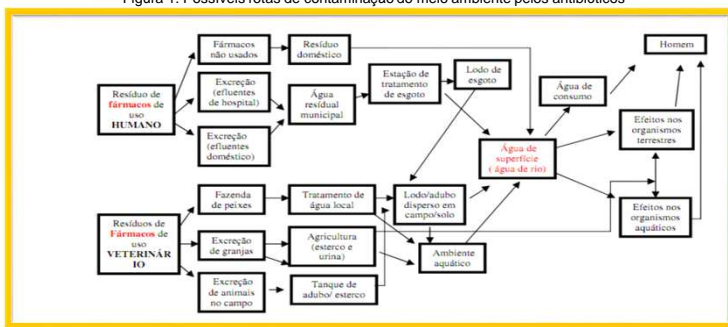 Figura 1: Possíveis rotas de contaminação do meio ambiente pelos antibióticos
Fármacos
não usados
Resíduo
doméstico
Homem
Resíduo de
fármacos de
uso
HUMANO
Excreção
(efluentes
de hospital)
Água
residual
municipal
Estação de
tratamento
de esgoto
Lodo de
esgoto
Água de
consumo
Excreção
(efluentes
doméstico)
Água de
superfície
( água de rio)
Efeitos nos
organismos
terrestres
Resíduos de
Fármacos de
uso
VETERINÁR
IO
Fazenda
de peixes
Tratamento de
água local
Lodo/adubo
disperso em
campo/solo
Efeitos nos
organismos
aquáticos
Excreção
de granjas
Agricultura
(esterco e
urina)
Ambiente
aquático
Excreção
de animais
no campo
Tanque de
adubo/ esterco